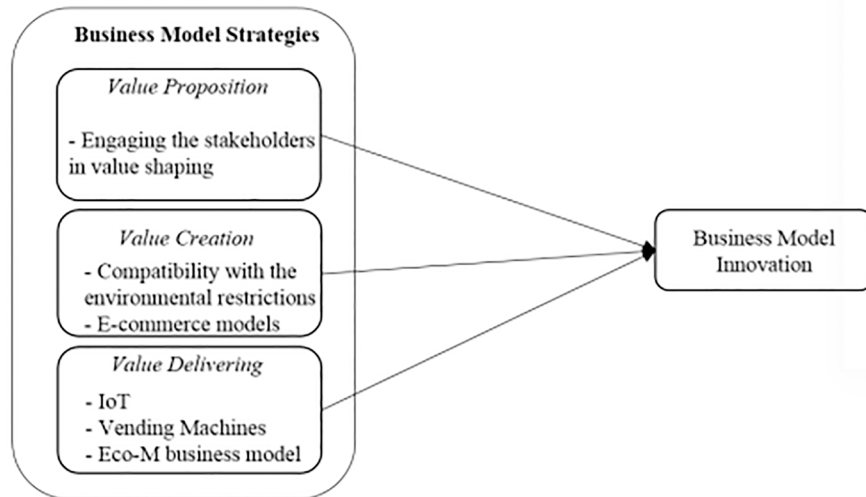 Business Model Strategies
Value Proposition
- Engaging the stakeholders
in value shaping
Value Creation
- Compatibility with the
environmental restrictions
- E-commerce models
Value Delivering
- IoT
- Vending Machines
- Eco-M business model
Business Model
Innovation